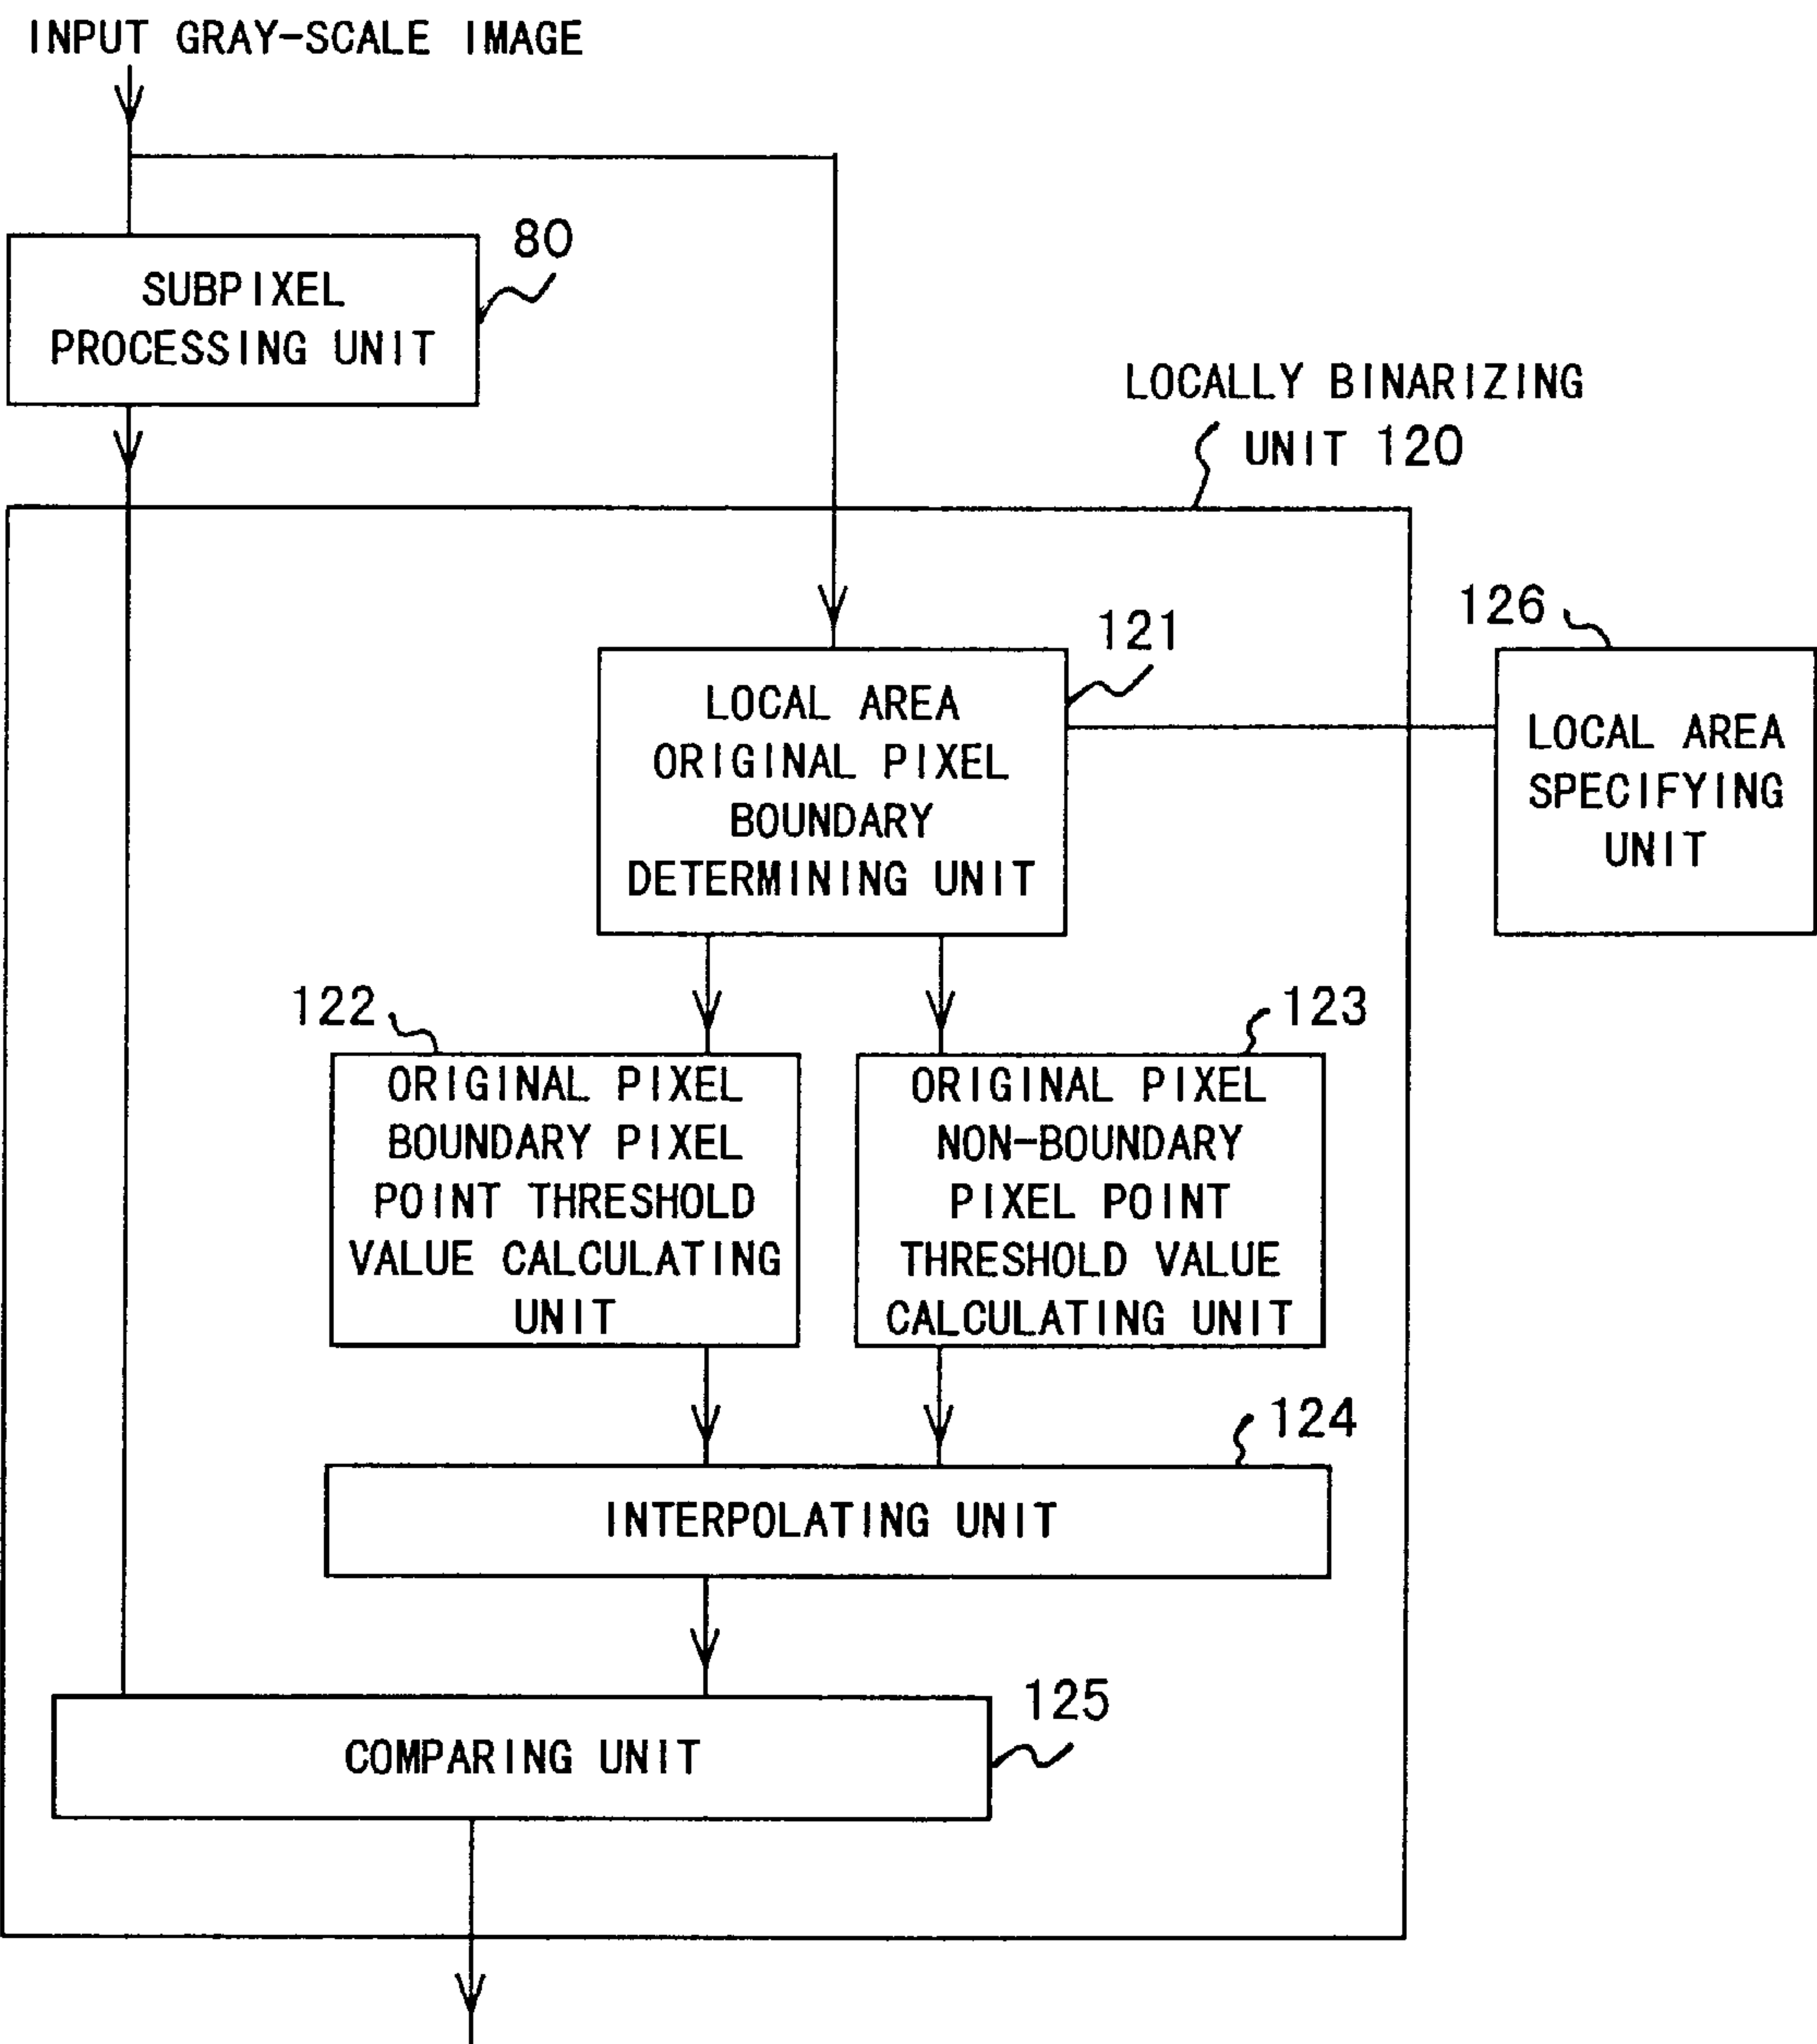 INPUT GRAY-SCALE IMAGE
80
SUBPIXEL
PROCESSING UNIT
LOCALLY BINARIZING
UNIT 120
121
126
LOCAL AREA
ORIGINAL PIXEL
BOUNDARY
DETERMINING UNIT
LOCAL AREA
SPECIFYING
UNIT
122
123
ORIGINAL PIXEL
BOUNDARY PIXEL
POINT THRESHOLD
VALUE CALCULATING
UNIT
ORIGINAL PIXEL
NON-BOUNDARY
PIXEL POINT
THRESHOLD VALUE
CALCULATING UNIT
124
INTERPOLATING UNIT
125
COMPARING UNIT